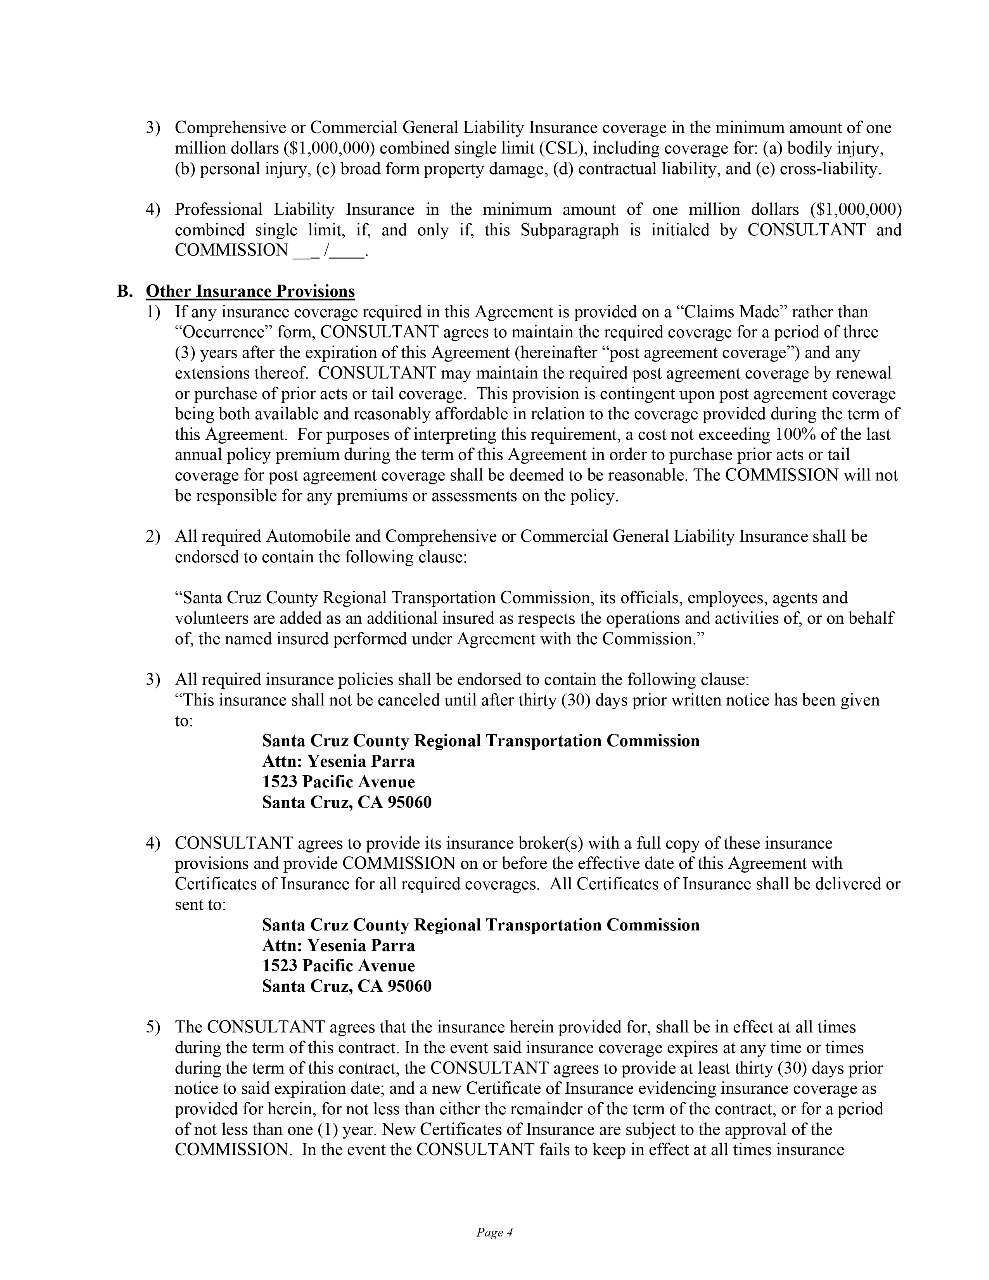 3) Comprehensive or Commercial General Liability Insurance coverage in the minimum amount of one
million dollars ($1,000,000) combined single limit (CSL), including coverage for: (a) bodily injury,
(b) personal injury, (c) broad form property damage, (d) contractual liability, and (e) cross-liability.
4) Professional Liability Insurance in the minimum amount of one million dollars ($1,000,000)
combined single limit, if, and only if, this Subparagraph is initialed by CONSULTANT and
COMMISSION ___ /____.
B. Other Insurance Provisions
1) If any insurance coverage required in this Agreement is provided on a “Claims Made” rather than
“Occurrence” form, CONSULTANT agrees to maintain the required coverage for a period of three
(3) years after the expiration of this Agreement (hereinafter “post agreement coverage”) and any
extensions thereof. CONSULTANT may maintain the required post agreement coverage by renewal
or purchase of prior acts or tail coverage. This provision is contingent upon post agreement coverage
being both available and reasonably affordable in relation to the coverage provided during the term of
this Agreement. For purposes of interpreting this requirement, a cost not exceeding 100% of the last
annual policy premium during the term of this Agreement in order to purchase prior acts or tail
coverage for post agreement coverage shall be deemed to be reasonable. The COMMISSION will not
be responsible for any premiums or assessments on the policy.
2) All required Automobile and Comprehensive or Commercial General Liability Insurance shall be
endorsed to contain the following clause:
“Santa Cruz County Regional Transportation Commission, its officials, employees, agents and
volunteers are added as an additional insured as respects the operations and activities of, or on behalf
of, the named insured performed under Agreement with the Commission.”
3) All required insurance policies shall be endorsed to contain the following clause:
“This insurance shall not be canceled until after thirty (30) days prior written notice has been given
to:
Santa Cruz County Regional Transportation Commission
Attn: Yesenia Parra
1523 Pacific Avenue
Santa Cruz, CA 95060
4) CONSULTANT agrees to provide its insurance broker(s) with a full copy of these insurance
provisions and provide COMMISSION on or before the effective date of this Agreement with
Certificates of Insurance for all required coverages. All Certificates of Insurance shall be delivered or
sent to:
Santa Cruz County Regional Transportation Commission
Attn: Yesenia Parra
1523 Pacific Avenue
Santa Cruz, CA 95060
5) The CONSULTANT agrees that the insurance herein provided for, shall be in effect at all times
during the term of this contract. In the event said insurance coverage expires at any time or times
during the term of this contract, the CONSULTANT agrees to provide at least thirty (30) days prior
notice to said expiration date; and a new Certificate of Insurance evidencing insurance coverage as
provided for herein, for not less than either the remainder of the term of the contract, or for a period
of not less than one (1) year. New Certificates of Insurance are subject to the approval of the
COMMISSION. In the event the CONSULTANT fails to keep in effect at all times insurance
Page 4